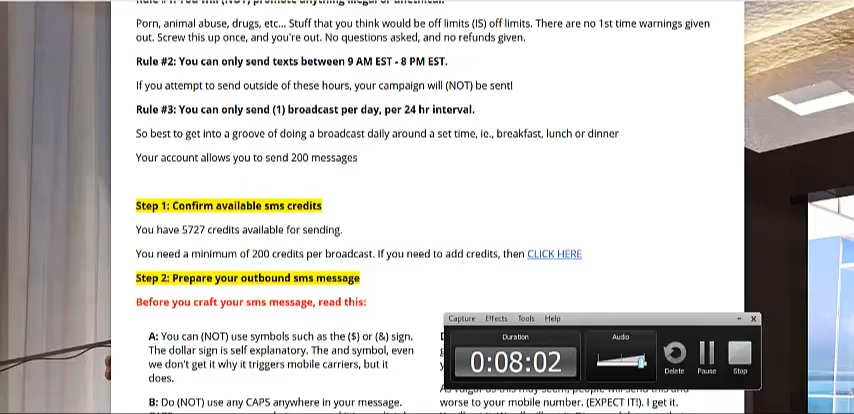 Porn, animal abuse, drugs, etc... Stuff that you think would be off limits (IS) off limits. There are no 1st time warnings given
out. Screw this up once, and you're out. No questions asked, and no refunds given.
Rule #2: You can only send texts between 9 AM EST - 8 PM EST.
If you attempt to send outside of these hours, your campaign will (NOT) be sent!
Rule #3: You can only send (1) broadcast per day, per 24 hr interval.
So best to get into a groove of doing a broadcast daily around a set time, ie., breakfast, lunch or dinner
Your account allows you to send 200 messages
Step 1: Confirm available sms credits
You have 5727 credits available for sending.
You need a minimum of 200 credits per broadcast. If you need to add credits, then CLICK HERE
Step 2: Prepare your outbound sms message
Before you craft your sms message, read this:
A: You can (NOT) use symbols such as the ($) or (&) sign.
The dollar sign is self explanatory. The and symbol, even
we don't get it why it triggers mobile carriers, but it
does.
B: Do (NOT) use any CAPS anywhere in your message.
Capture Effects Tools Help
Duration
Audio
0:08:02
Delete Pause Stop
worse to your mobile number. (EXPECT IT!). I get it.